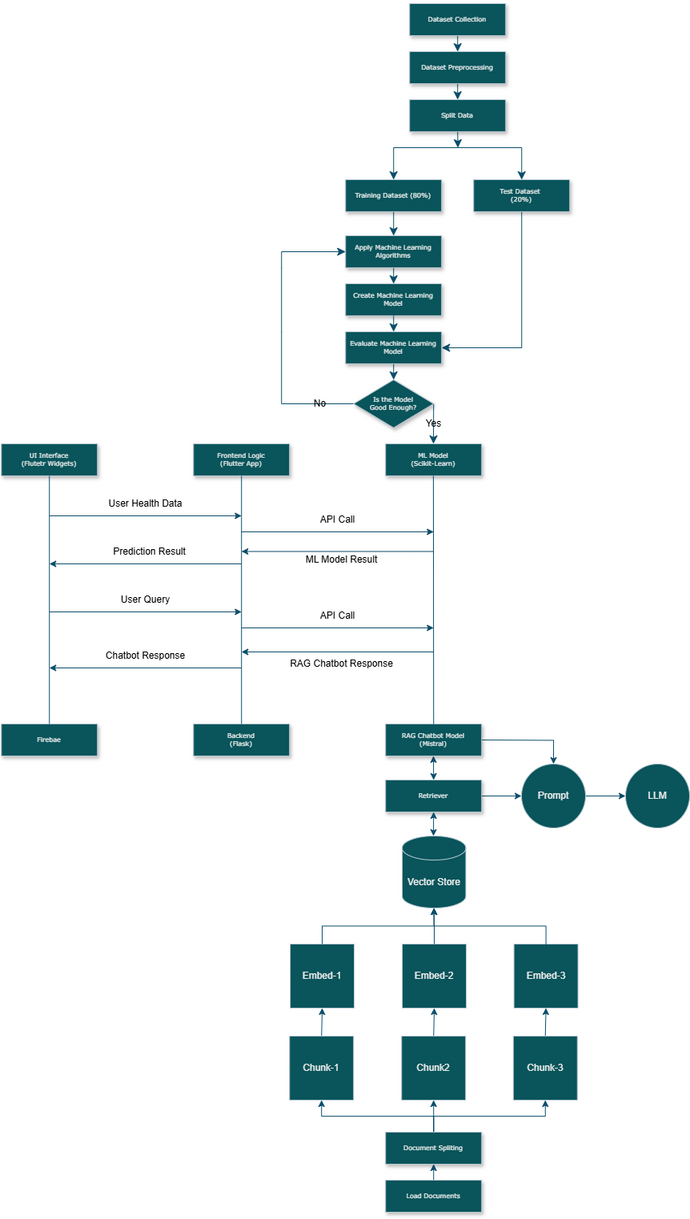 Dataset Collection
Dataset Preprocessing
Split Data
Training Dataset (80%)
Test Dataset
(20%)
Apply Machine Learning
Algorithms
Create Machine Learning
Model
Evaluate Machine Learning
Model
Is the Model
Good Enough?
No
Yes
UI Interface
(Flutetr Widgets)
Frontend Logic
(Flutter App)
ML Model
(Scikit-Learn)
User Health Data
API Call
Prediction Result
ML Model Result
User Query
API Call
Chatbot Response
RAG Chatbot Response
Firebae
Backend
(Flask)
RAG Chatbot Model
(Mistral)
Retriever
Prompt
LLM
Vector Store
Embed-1
Embed-2
Embed-3
Chunk-1
Chunk2
Chunk-3
Document Spliting
Load Documents